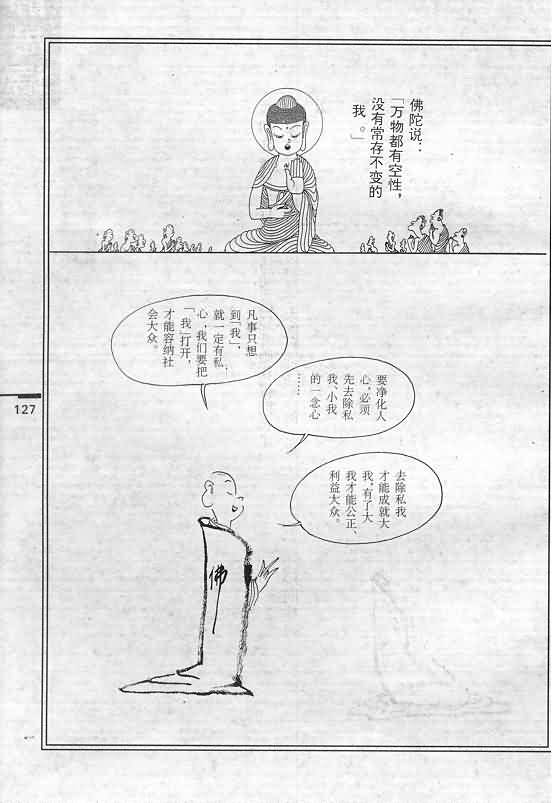 佛陀说：
「万物都有空性，
没有常存不变的
我。」
凡事只想
到「我」，
就一定有私
心，我们要把
「我」打开，
才能容纳社
会大众。
要净化人
心，必须
先去除私
我、小我
的一念心
……
去除私我
才能成就大
我，有了大
我才能公正、
利益大众。
佛
127